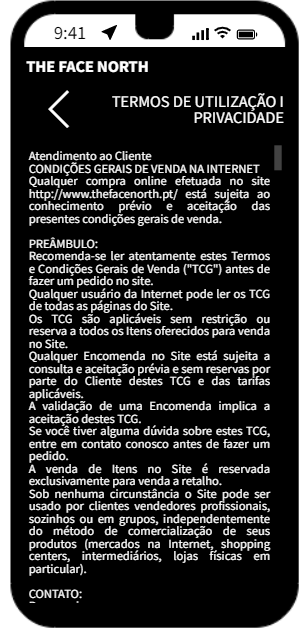 9:41
THE FACE NORTH
TERMOS DE UTILIZAÇÃO I
PRIVACIDADE
Atendimento ao Cliente
CONDIÇÕES GERAIS DE VENDA NA INTERNET
Qualquer compra online efetuada no site
http://www.thefacenorth.pt/ está sujeita ao
conhecimento prévio e aceitação das
presentes condições gerais de venda.
PREÂMBULO:
Recomenda-se ler atentamente estes Termos
e Condições Gerais de Venda ("TCG") antes de
fazer um pedido no site.
Qualquer usuário da Internet pode ler os TCG
de todas as páginas do Site.
Os TCG são aplicáveis sem restrição ou
reserva a todos os Itens oferecidos para venda
no Site.
Qualquer Encomenda no Site está sujeita a
consulta e aceitação prévia e sem reservas por
parte do Cliente destes TCG e das tarifas
aplicáveis.
A validação de uma Encomenda implica a
aceitação destes TCG.
Se você tiver alguma dúvida sobre estes TCG,
entre em contato conosco antes de fazer um
pedido.
A venda de Itens no Site é reservada
exclusivamente para venda a retalho.
Sob nenhuma circunstância o Site pode ser
usado por clientes vendedores profissionais,
sozinhos ou em grupos, independentemente
do método de comercialização de seus
produtos (mercados na Internet, shopping
centers, intermediários, lojas físicas em
particular).
CONTATO: